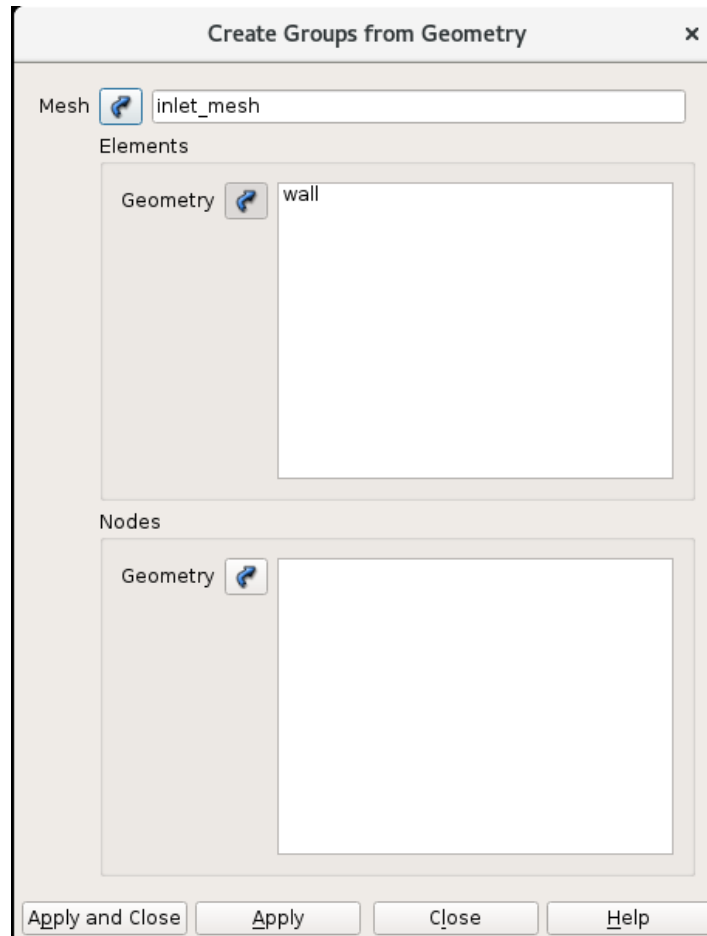 Create Groups from Geometry ×
Mesh inlet_mesh
Elements
Geometry wall
Nodes
Geometry
Apply and Close Apply Close Help